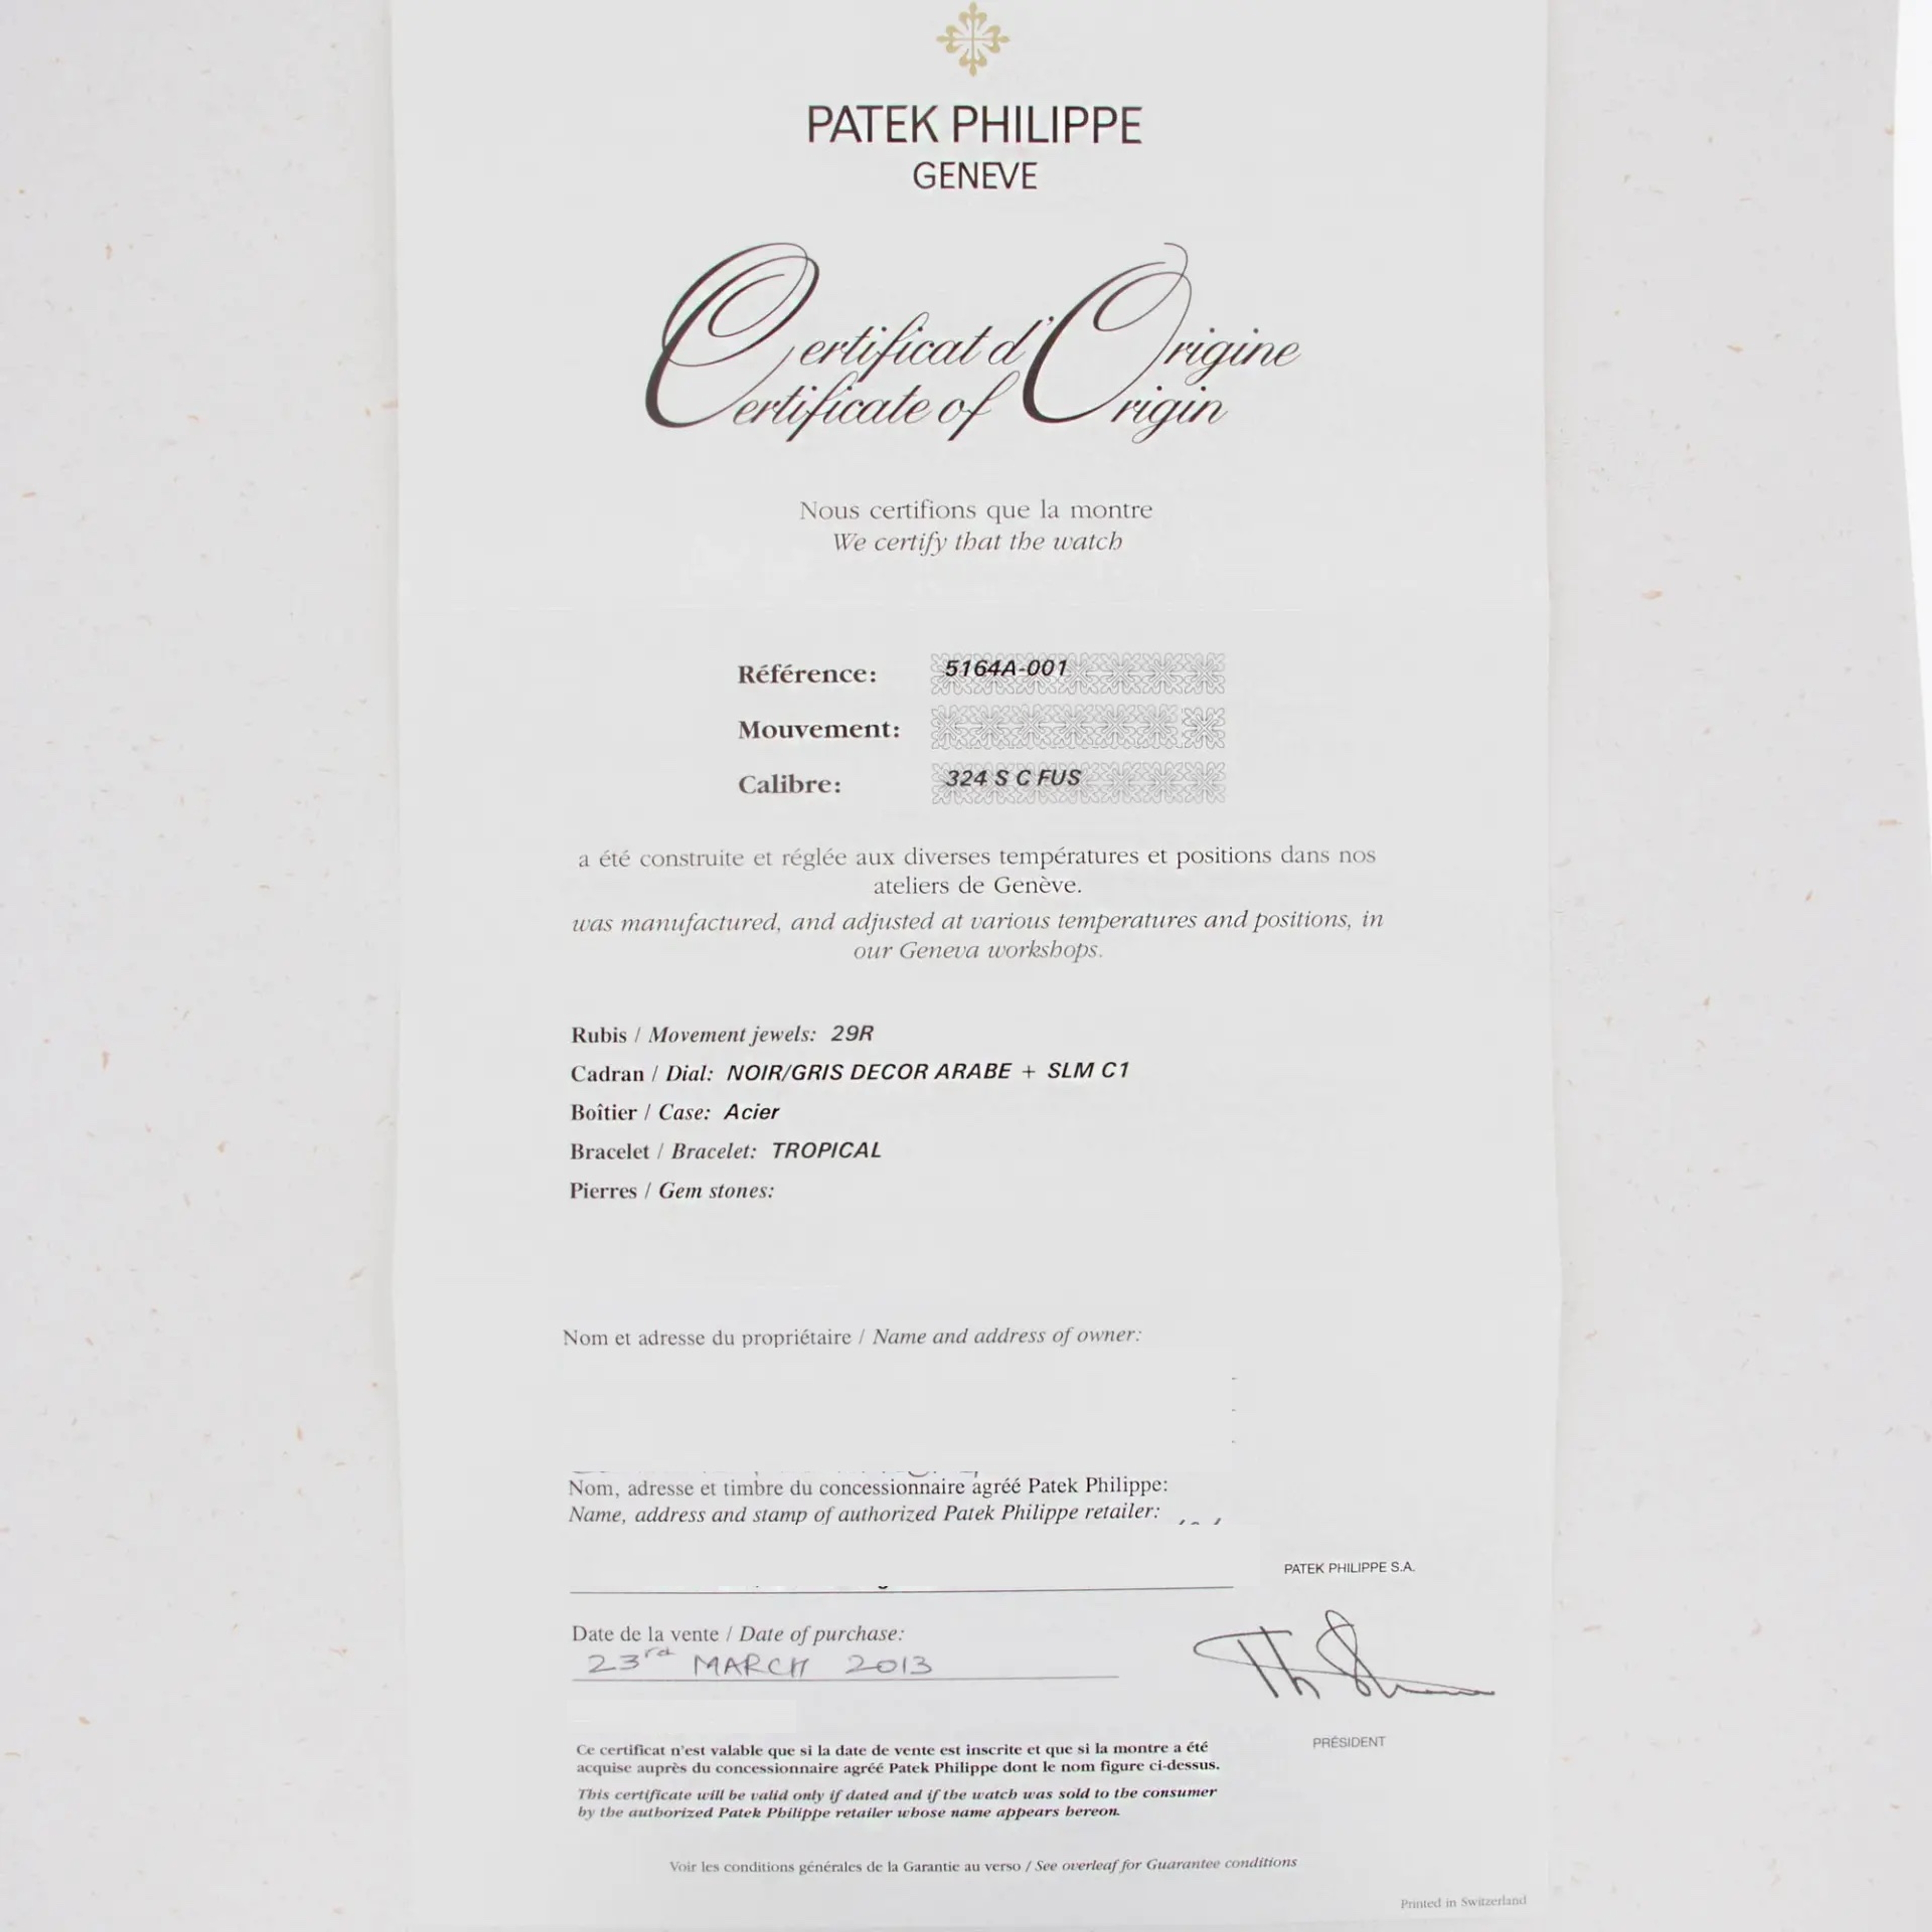 PATEK PHILIPPE
GENEVE
Certificat d'Origine
Certificate of Origin
Nous certifions que la montre
We certify that the watch
Référence: 5164A-001
Mouvement:
Calibre: 324 S C FUS
a été construite et réglée aux diverses températures et positions dans nos
ateliers de Genève.
was manufactured, and adjusted at various temperatures and positions, in
our Geneva workshops.
Rubis / Movement jewels: 29R
Cadran / Dial: NOIR/GRIS DECOR ARABE + SLM C1
Boîtier / Case: Acier
Bracelet / Bracelet: TROPICAL
Pierres / Gem stones:
Nom et adresse du propriétaire / Name and address of owner:
Nom, adresse et timbre du concessionnaire agréé Patek Philippe:
Name, address and stamp of authorized Patek Philippe retailer:
PATEK PHILIPPE S.A.
Date de la vente / Date of purchase:
23rd MARCH 2013
PRÉSIDENT
Ce certificat n'est valable que si la date de vente est inscrite et que si la montre a été
acquise auprès du concessionnaire agréé Patek Philippe dont le nom figure ci-dessus.
This certificate will be valid only if dated and if the watch was sold to the consumer
by the authorized Patek Philippe retailer whose name appears hereon.
Voir les conditions générales de la Garantie au verso / See overleaf for Guarantee conditions
Printed in Switzerland